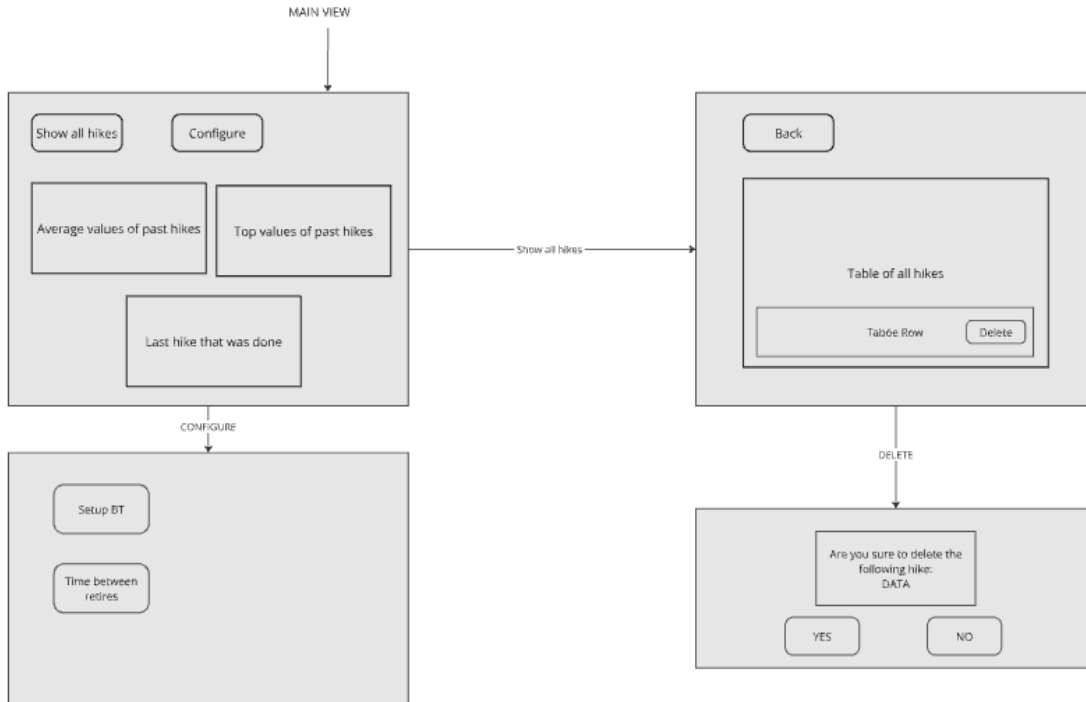 MAIN VIEW
Show all hikes
Configure
Average values of past hikes
Top values of past hikes
Last hike that was done
Show all hikes
Back
Table of all hikes
Taböe Row
Delete
CONFIGURE
Setup BT
Time between
retires
DELETE
Are you sure to delete the
following hike:
DATA
YES
NO